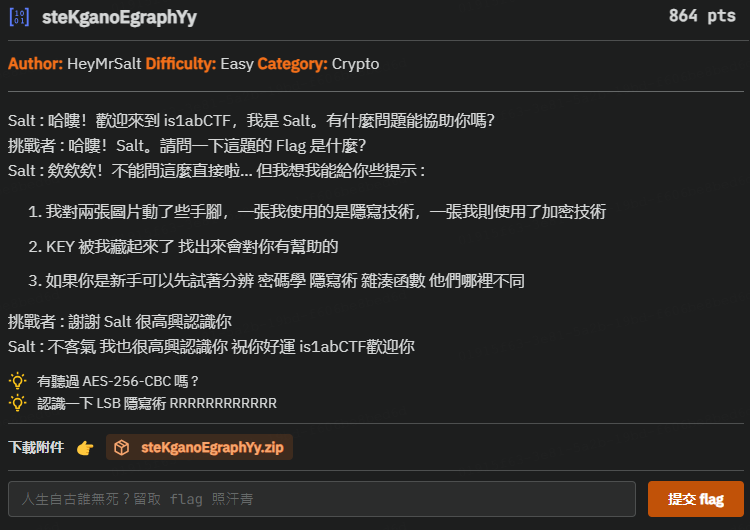 steKganoEgraphYy
864 pts
Author: HeyMrSalt Difficulty: Easy Category: Crypto
Salt : 哈嘍！歡迎來到 is1abCTF，我是 Salt。有什麼問題能協助你嗎？
挑戰者 : 哈嘍！Salt。請問一下這題的 Flag 是什麼？
Salt : 欸欸欸！不能問這麼直接啦... 但我想我能給你些提示 :
1. 我對兩張圖片動了些手腳，一張我使用的是隱寫技術，一張我則使用了加密技術
2. KEY 被我藏起來了 找出來會對你有幫助的
3. 如果你是新手可以先試著分辨 密碼學 隱寫術 雜湊函數 他們哪裡不同
挑戰者 : 謝謝 Salt 很高興認識你
Salt : 不客氣 我也很高興認識你 祝你好運 is1abCTF歡迎你
有聽過 AES-256-CBC 嗎？
認識一下 LSB 隱寫術 RRRRRRRRRRRR
下載附件 👉 steKganoEgraphYy.zip
人生自古誰無死？留取 flag 照汗青
提交 flag